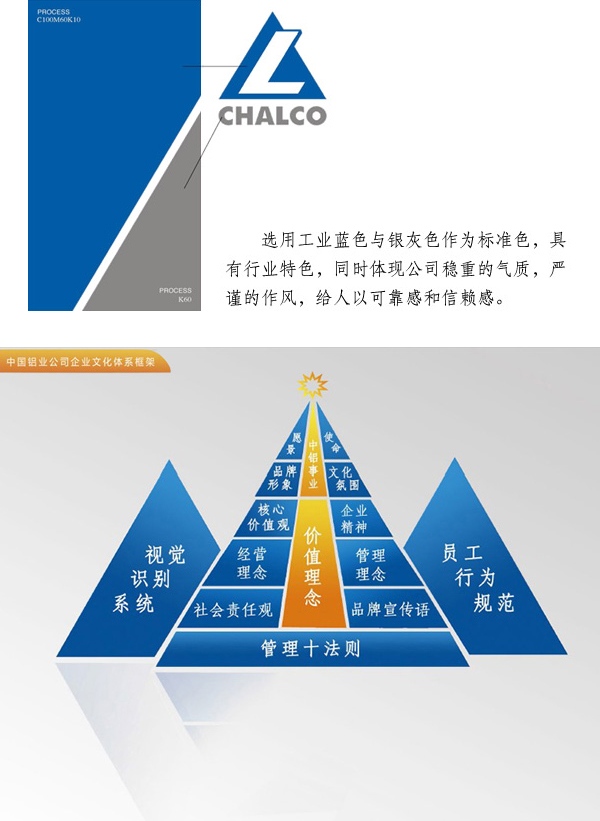 PROCESS
C100M60K10
CHALCO
PROCESS
K60
选用工业蓝色与银灰色作为标准色，具
有行业特色，同时体现公司稳重的气质，严
谨的作风，给人以可靠感和信赖感。
中国铝业公司企业文化体系框架
愿景
中铝事业
使命
品牌
形象
文化
氛围
核心
价值观
价值理念
企业
精神
经营
理念
管理
理念
社会责任观
品牌宣传语
管理十法则
视觉
识别
系统
员工
行为
规范